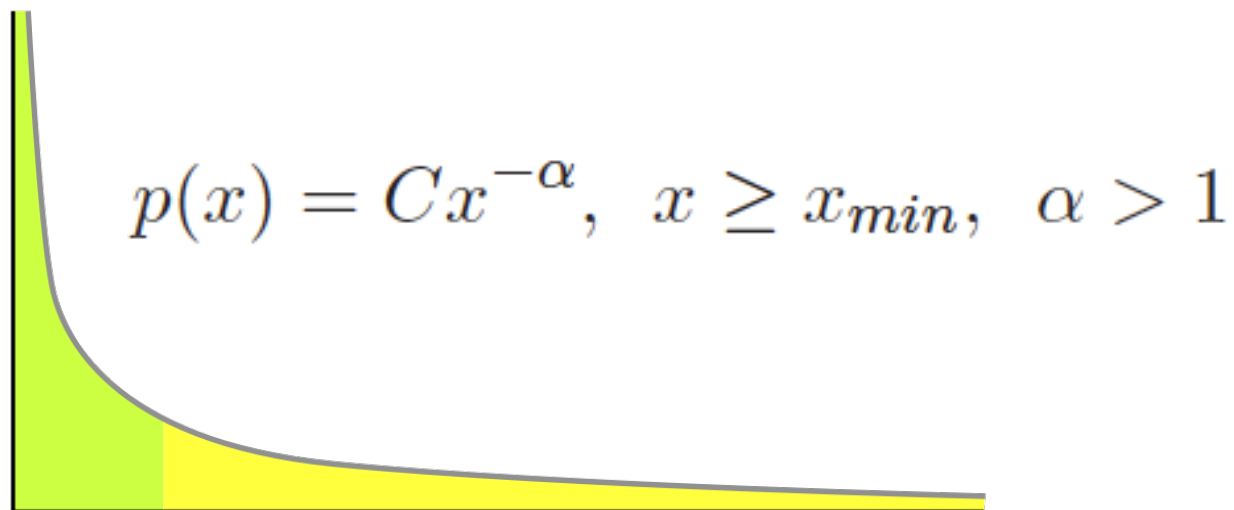 p(x) = Cx^{−α}, x ≥ x_{min}, α > 1